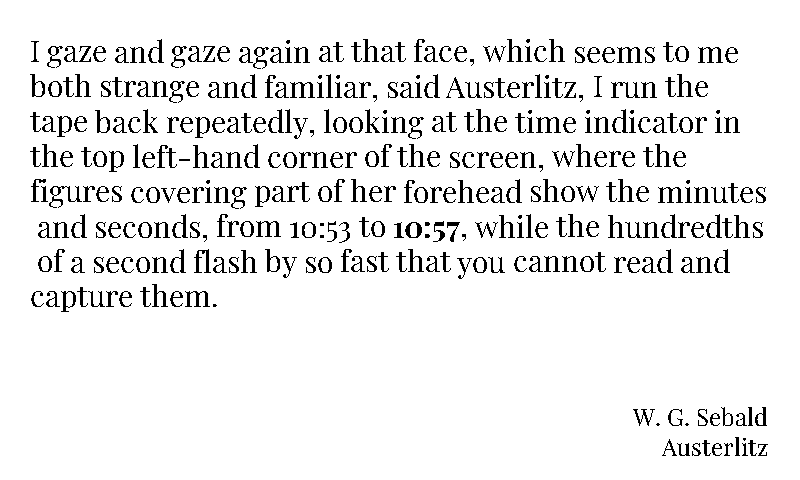 I gaze and gaze again at that face, which seems to me
both strange and familiar, said Austerlitz, I run the
tape back repeatedly, looking at the time indicator in
the top left-hand corner of the screen, where the
figures covering part of her forehead show the minutes
and seconds, from 10:53 to 10:57, while the hundredths
of a second flash by so fast that you cannot read and
capture them.
W. G. Sebald
Austerlitz